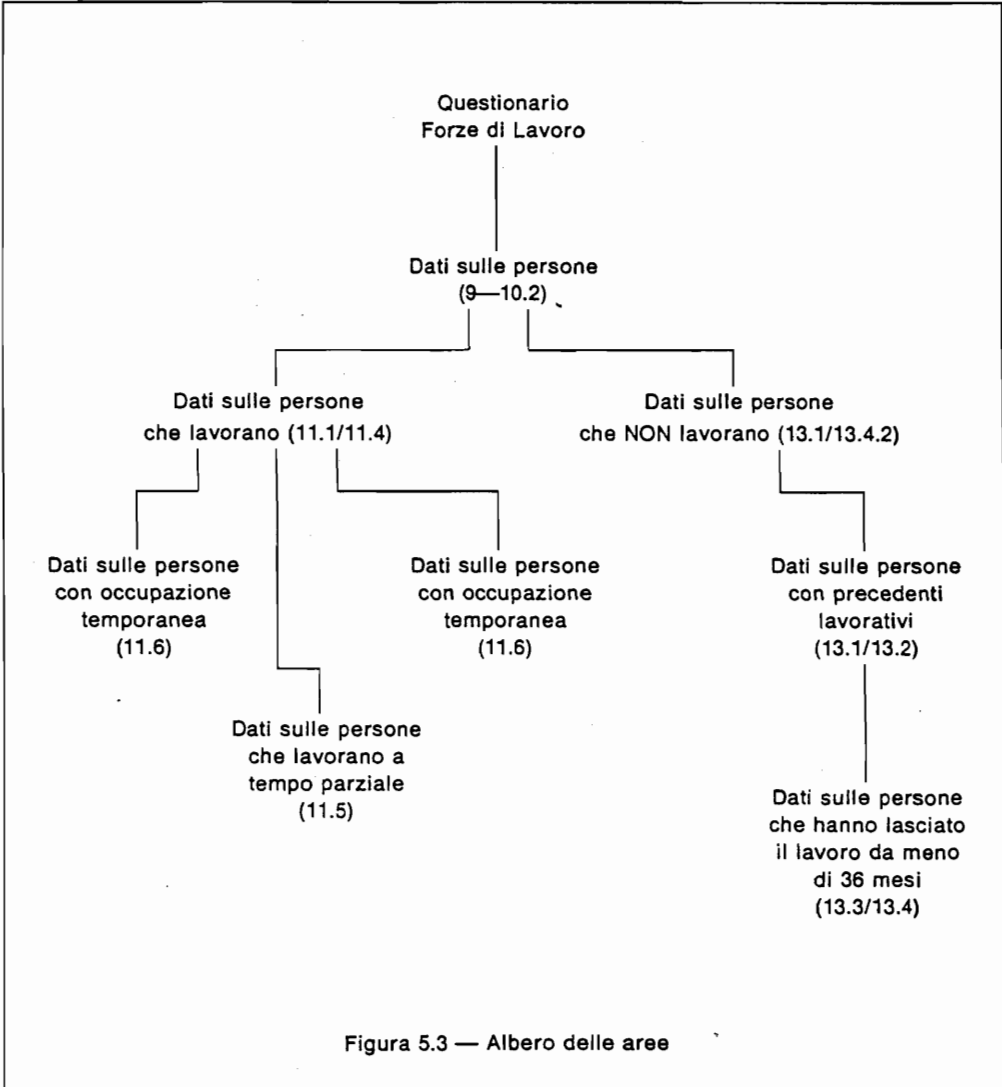 Questionario
Forze di Lavoro
Dati sulle persone
(9—10.2)
Dati sulle persone
che lavorano (11.1/11.4)
Dati sulle persone
che NON lavorano (13.1/13.4.2)
Dati sulle persone
con occupazione
temporanea
(11.6)
Dati sulle persone
con occupazione
temporanea
(11.6)
Dati sulle persone
con precedenti
lavorativi
(13.1/13.2)
Dati sulle persone
che lavorano a
tempo parziale
(11.5)
Dati sulle persone
che hanno lasciato
il lavoro da meno
di 36 mesi
(13.3/13.4)
Figura 5.3 — Albero delle aree